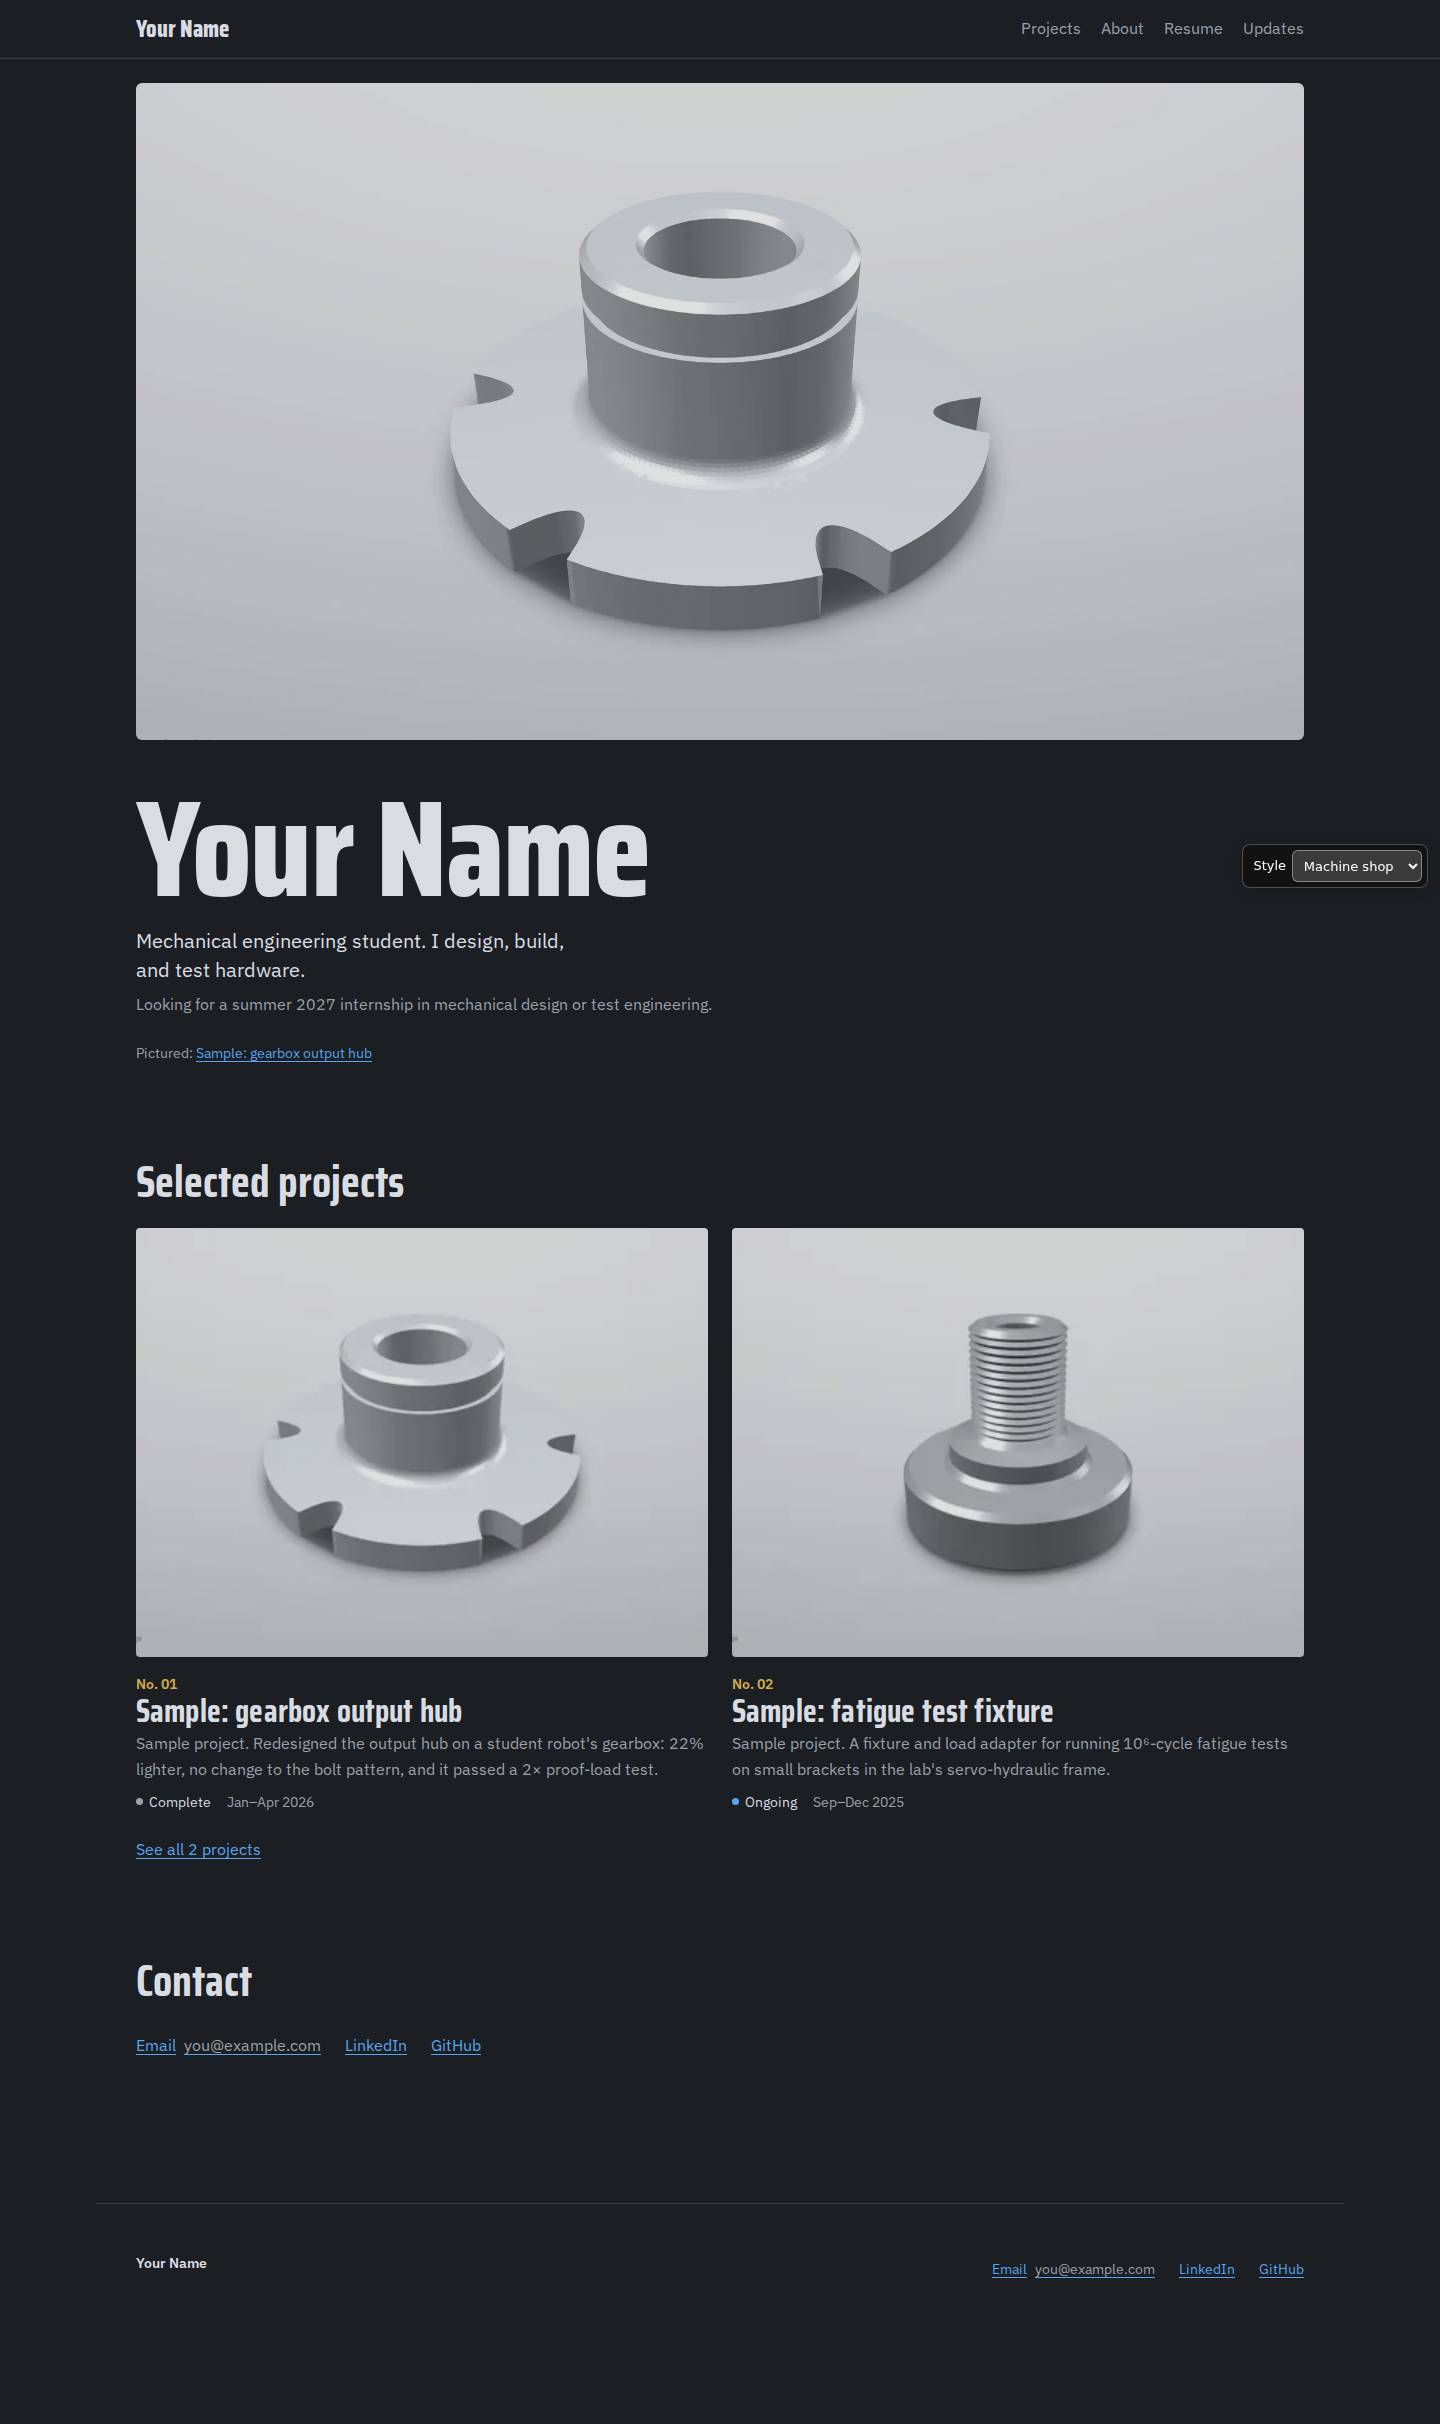 Your Name
Projects About Resume Updates
Your Name
Style Machine shop
Mechanical engineering student. I design, build,
and test hardware.
Looking for a summer 2027 internship in mechanical design or test engineering.
Pictured: Sample: gearbox output hub
Selected projects
No. 01
Sample: gearbox output hub
Sample project. Redesigned the output hub on a student robot's gearbox: 22%
lighter, no change to the bolt pattern, and it passed a 2× proof-load test.
Complete Jan–Apr 2026
No. 02
Sample: fatigue test fixture
Sample project. A fixture and load adapter for running 10⁶-cycle fatigue tests
on small brackets in the lab's servo-hydraulic frame.
Ongoing Sep–Dec 2025
See all 2 projects
Contact
Email you@example.com LinkedIn GitHub
Your Name
Email you@example.com LinkedIn GitHub